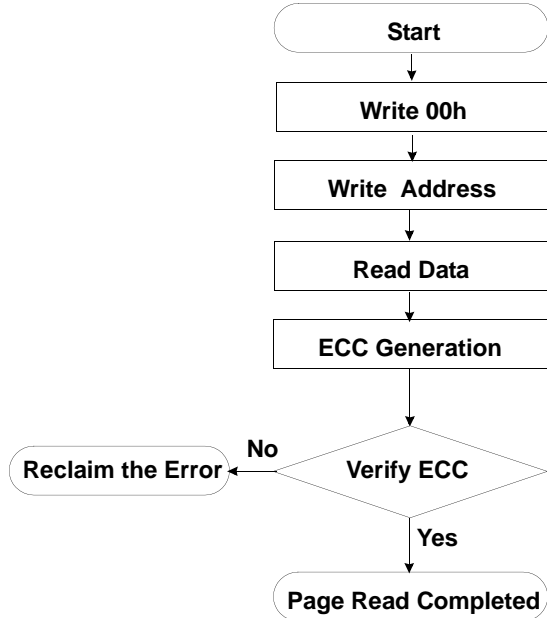 Start
Write 00h
Write Address
Read Data
ECC Generation
No
Reclaim the Error
Verify ECC
Yes
Page Read Completed